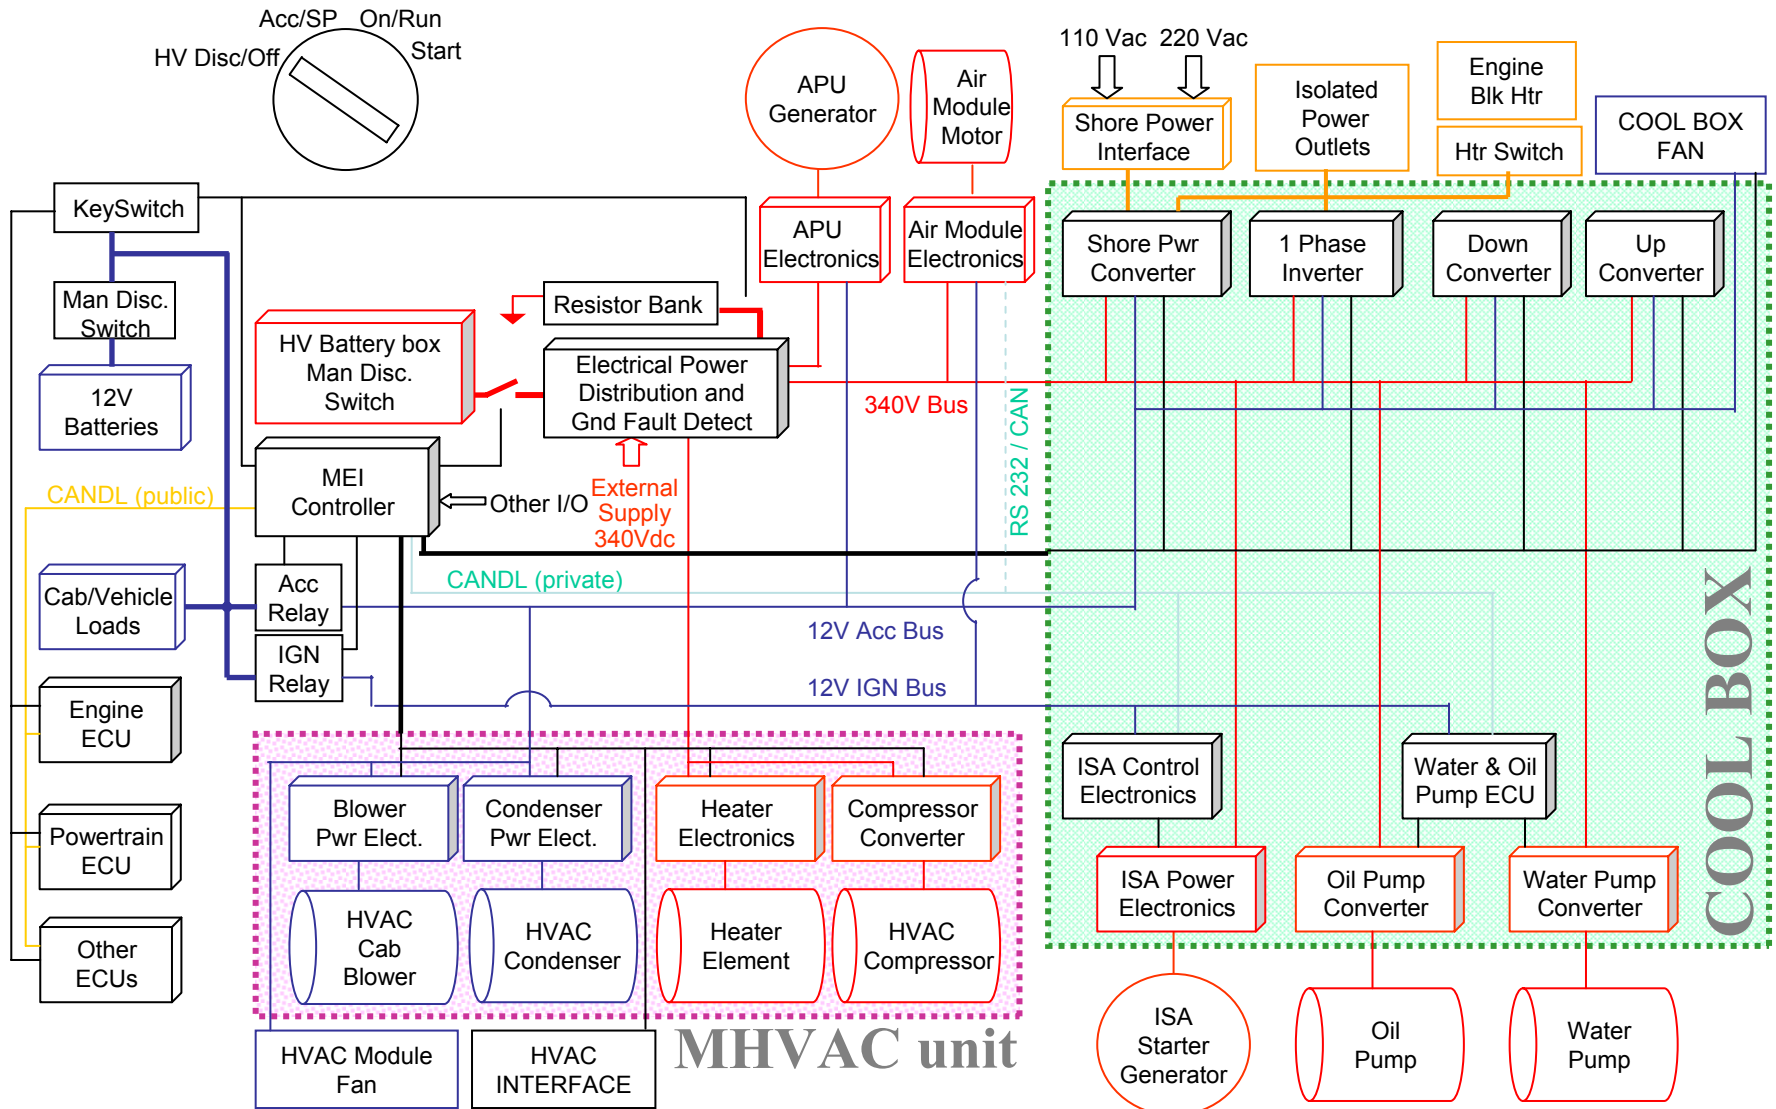 Acc/SP On/Run
HV Disc/Off
Start
110 Vac 220 Vac
APU
Generator
Air
Module
Motor
Shore Power
Interface
Isolated
Power
Outlets
Engine
Blk Htr
Htr Switch
COOL BOX
FAN
KeySwitch
APU
Electronics
Air Module
Electronics
Shore Pwr
Converter
1 Phase
Inverter
Down
Converter
Up
Converter
Man Disc.
Switch
Resistor Bank
HV Battery box
Man Disc.
Switch
Electrical Power
Distribution and
Gnd Fault Detect
12V
Batteries
340V Bus
RS 232 / CAN
MEI
Controller
Other I/O
External
Supply
340Vdc
CANDL (public)
CANDL (private)
Cab/Vehicle
Loads
Acc
Relay
12V Acc Bus
IGN
Relay
12V IGN Bus
COOL BOX
Engine
ECU
ISA Control
Electronics
Water & Oil
Pump ECU
Blower
Pwr Elect.
Condenser
Pwr Elect.
Heater
Electronics
Compressor
Converter
Powertrain
ECU
ISA Power
Electronics
Oil Pump
Converter
Water Pump
Converter
HVAC
Cab
Blower
HVAC
Condenser
Heater
Element
HVAC
Compressor
Other
ECUs
HVAC Module
Fan
HVAC
INTERFACE
MHVAC unit
ISA
Starter
Generator
Oil
Pump
Water
Pump